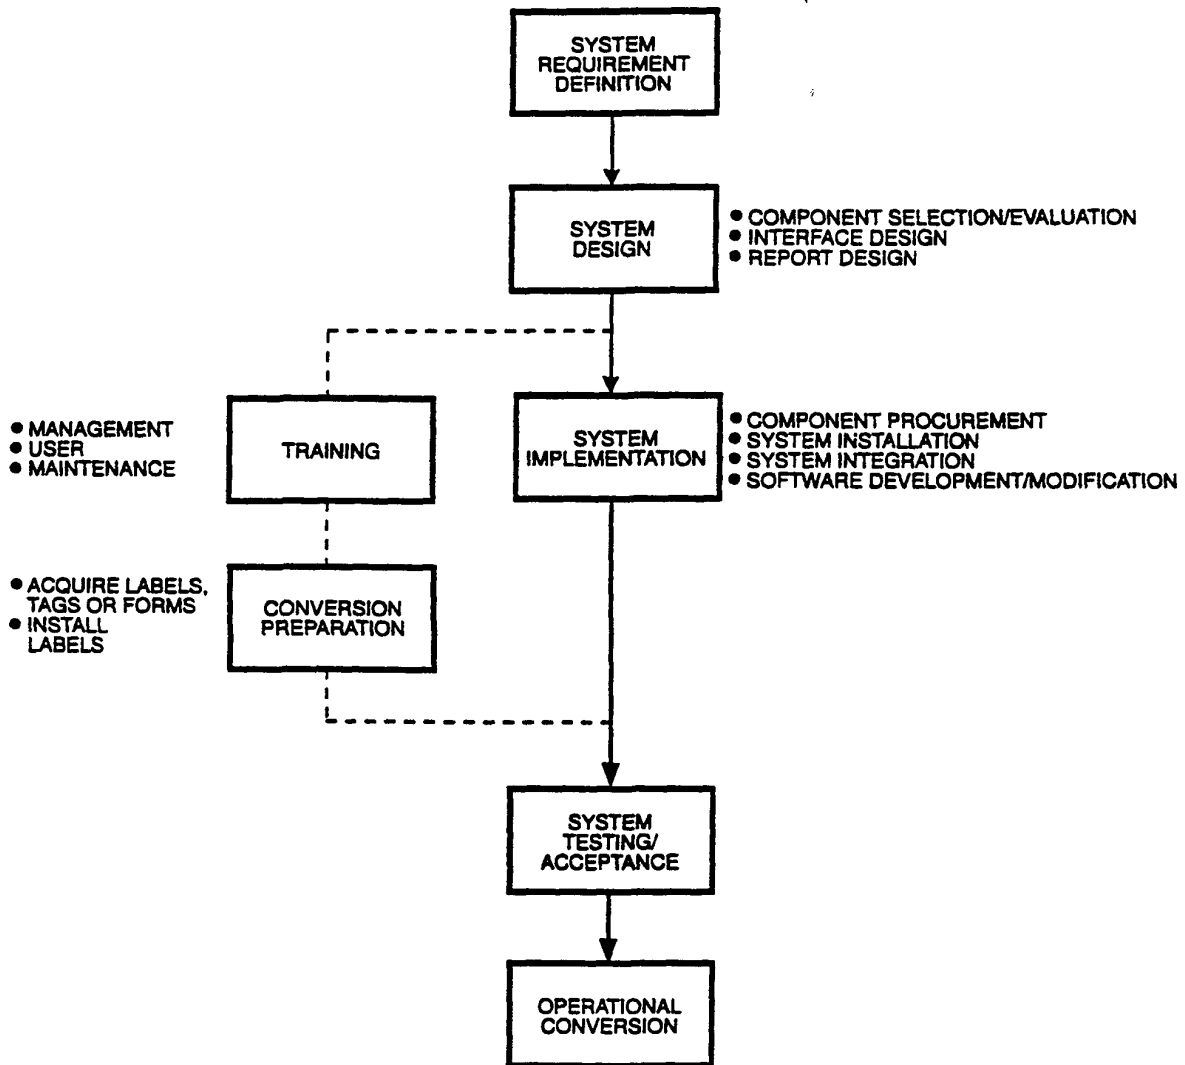 SYSTEM
REQUIREMENT
DEFINITION
SYSTEM
DESIGN
● COMPONENT SELECTION/EVALUATION
● INTERFACE DESIGN
● REPORT DESIGN
● MANAGEMENT
● USER
● MAINTENANCE
TRAINING
SYSTEM
IMPLEMENTATION
● COMPONENT PROCUREMENT
● SYSTEM INSTALLATION
● SYSTEM INTEGRATION
● SOFTWARE DEVELOPMENT/MODIFICATION
● ACQUIRE LABELS,
TAGS OR FORMS
● INSTALL
LABELS
CONVERSION
PREPARATION
SYSTEM
TESTING/
ACCEPTANCE
OPERATIONAL
CONVERSION